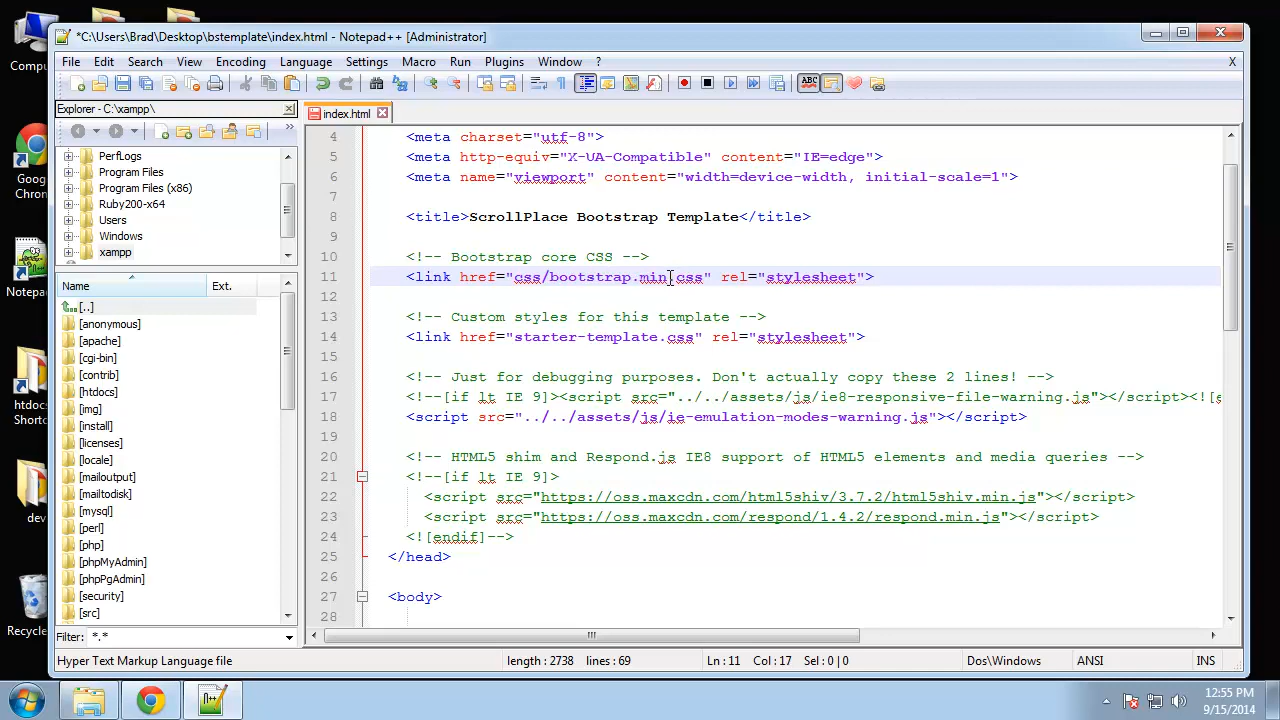 *C:\Users\Brad\Desktop\bstemplate\index.html - Notepad++ [Administrator]
File Edit Search View Encoding Language Settings Macro Run Plugins Window ? X
Explorer - C:\xampp\
index.html
PerfLogs
Program Files
Program Files (x86)
Ruby200-x64
Users
Windows
xampp
Name Ext.
[..]
[anonymous]
[apache]
[cgi-bin]
[contrib]
[htdocs]
[img]
[install]
[licenses]
[locale]
[mailoutput]
[mailtodisk]
[mysql]
[perl]
[php]
[phpMyAdmin]
[phpPgAdmin]
[security]
[src]
Filter: *.*
4 <meta charset="utf-8">
5 <meta http-equiv="X-UA-Compatible" content="IE=edge">
6 <meta name="viewport" content="width=device-width, initial-scale=1">
7
8 <title>ScrollPlace Bootstrap Template</title>
9
10 <!-- Bootstrap core CSS -->
11 <link href="css/bootstrap.min.css" rel="stylesheet">
12
13 <!-- Custom styles for this template -->
14 <link href="starter-template.css" rel="stylesheet">
15
16 <!-- Just for debugging purposes. Don't actually copy these 2 lines! -->
17 <!--[if lt IE 9]><script src="../../assets/js/ie8-responsive-file-warning.js"></script><![e
18 <script src="../../assets/js/ie-emulation-modes-warning.js"></script>
19
20 <!-- HTML5 shim and Respond.js IE8 support of HTML5 elements and media queries -->
21 <!--[if lt IE 9]>
22 <script src="https://oss.maxcdn.com/html5shiv/3.7.2/html5shiv.min.js"></script>
23 <script src="https://oss.maxcdn.com/respond/1.4.2/respond.min.js"></script>
24 <![endif]-->
25 </head>
26
27 <body>
28
Hyper Text Markup Language file length : 2738 lines : 69 Ln : 11 Col : 17 Sel : 0 | 0 Dos\Windows ANSI INS
Compu
Goog
Chron
Notepa
htdocs
Shortcut
dev
Recycle
12:55 PM
9/15/2014